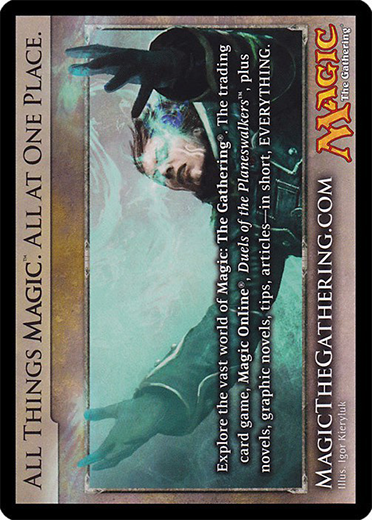 ALL THINGS MAGIC™. ALL AT ONE PLACE.
Explore the vast world of Magic: The Gathering®. The trading
card game, Magic Online®, Duels of the Planeswalkers™, plus
novels, graphic novels, tips, articles—in short, EVERYTHING.
MAGICTHEGATHERING.COM
Illus. Igor Kieryluk
MAGIC
The Gathering®